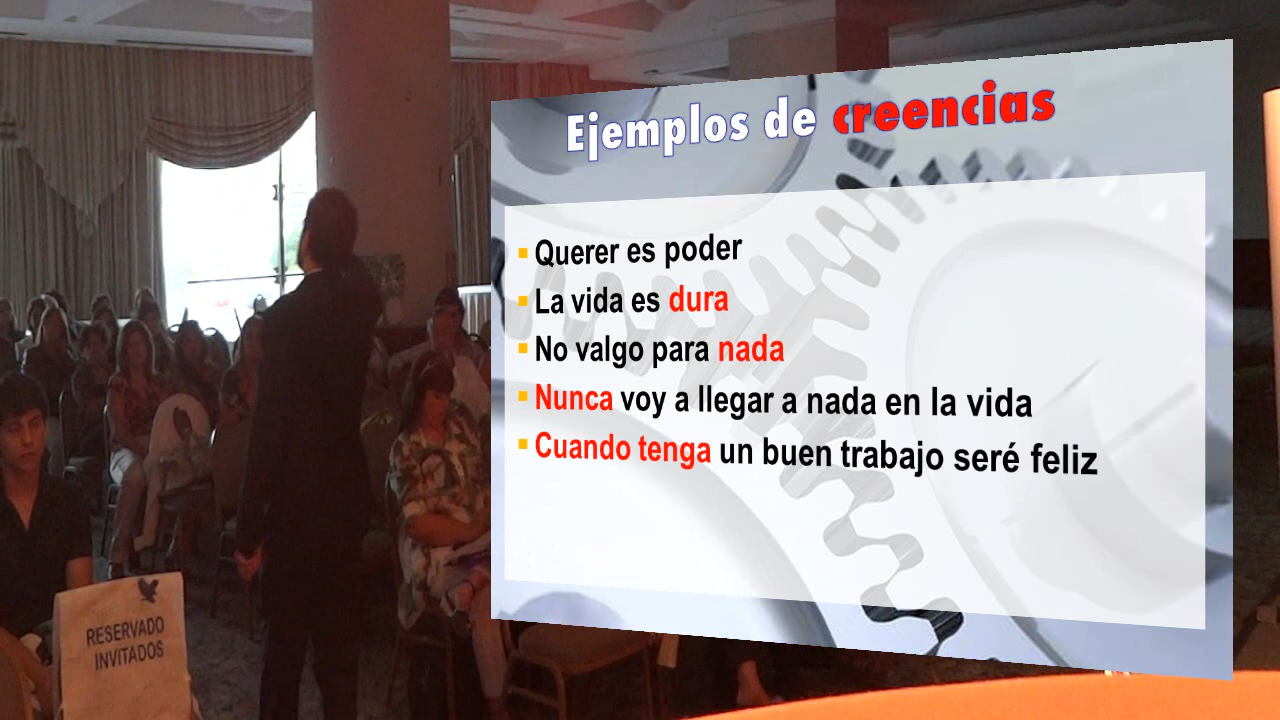 Ejemplos de creencias
Querer es poder
La vida es dura
No valgo para nada
Nunca voy a llegar a nada en la vida
Cuando tenga un buen trabajo seré feliz
RESERVADO
INVITADOS